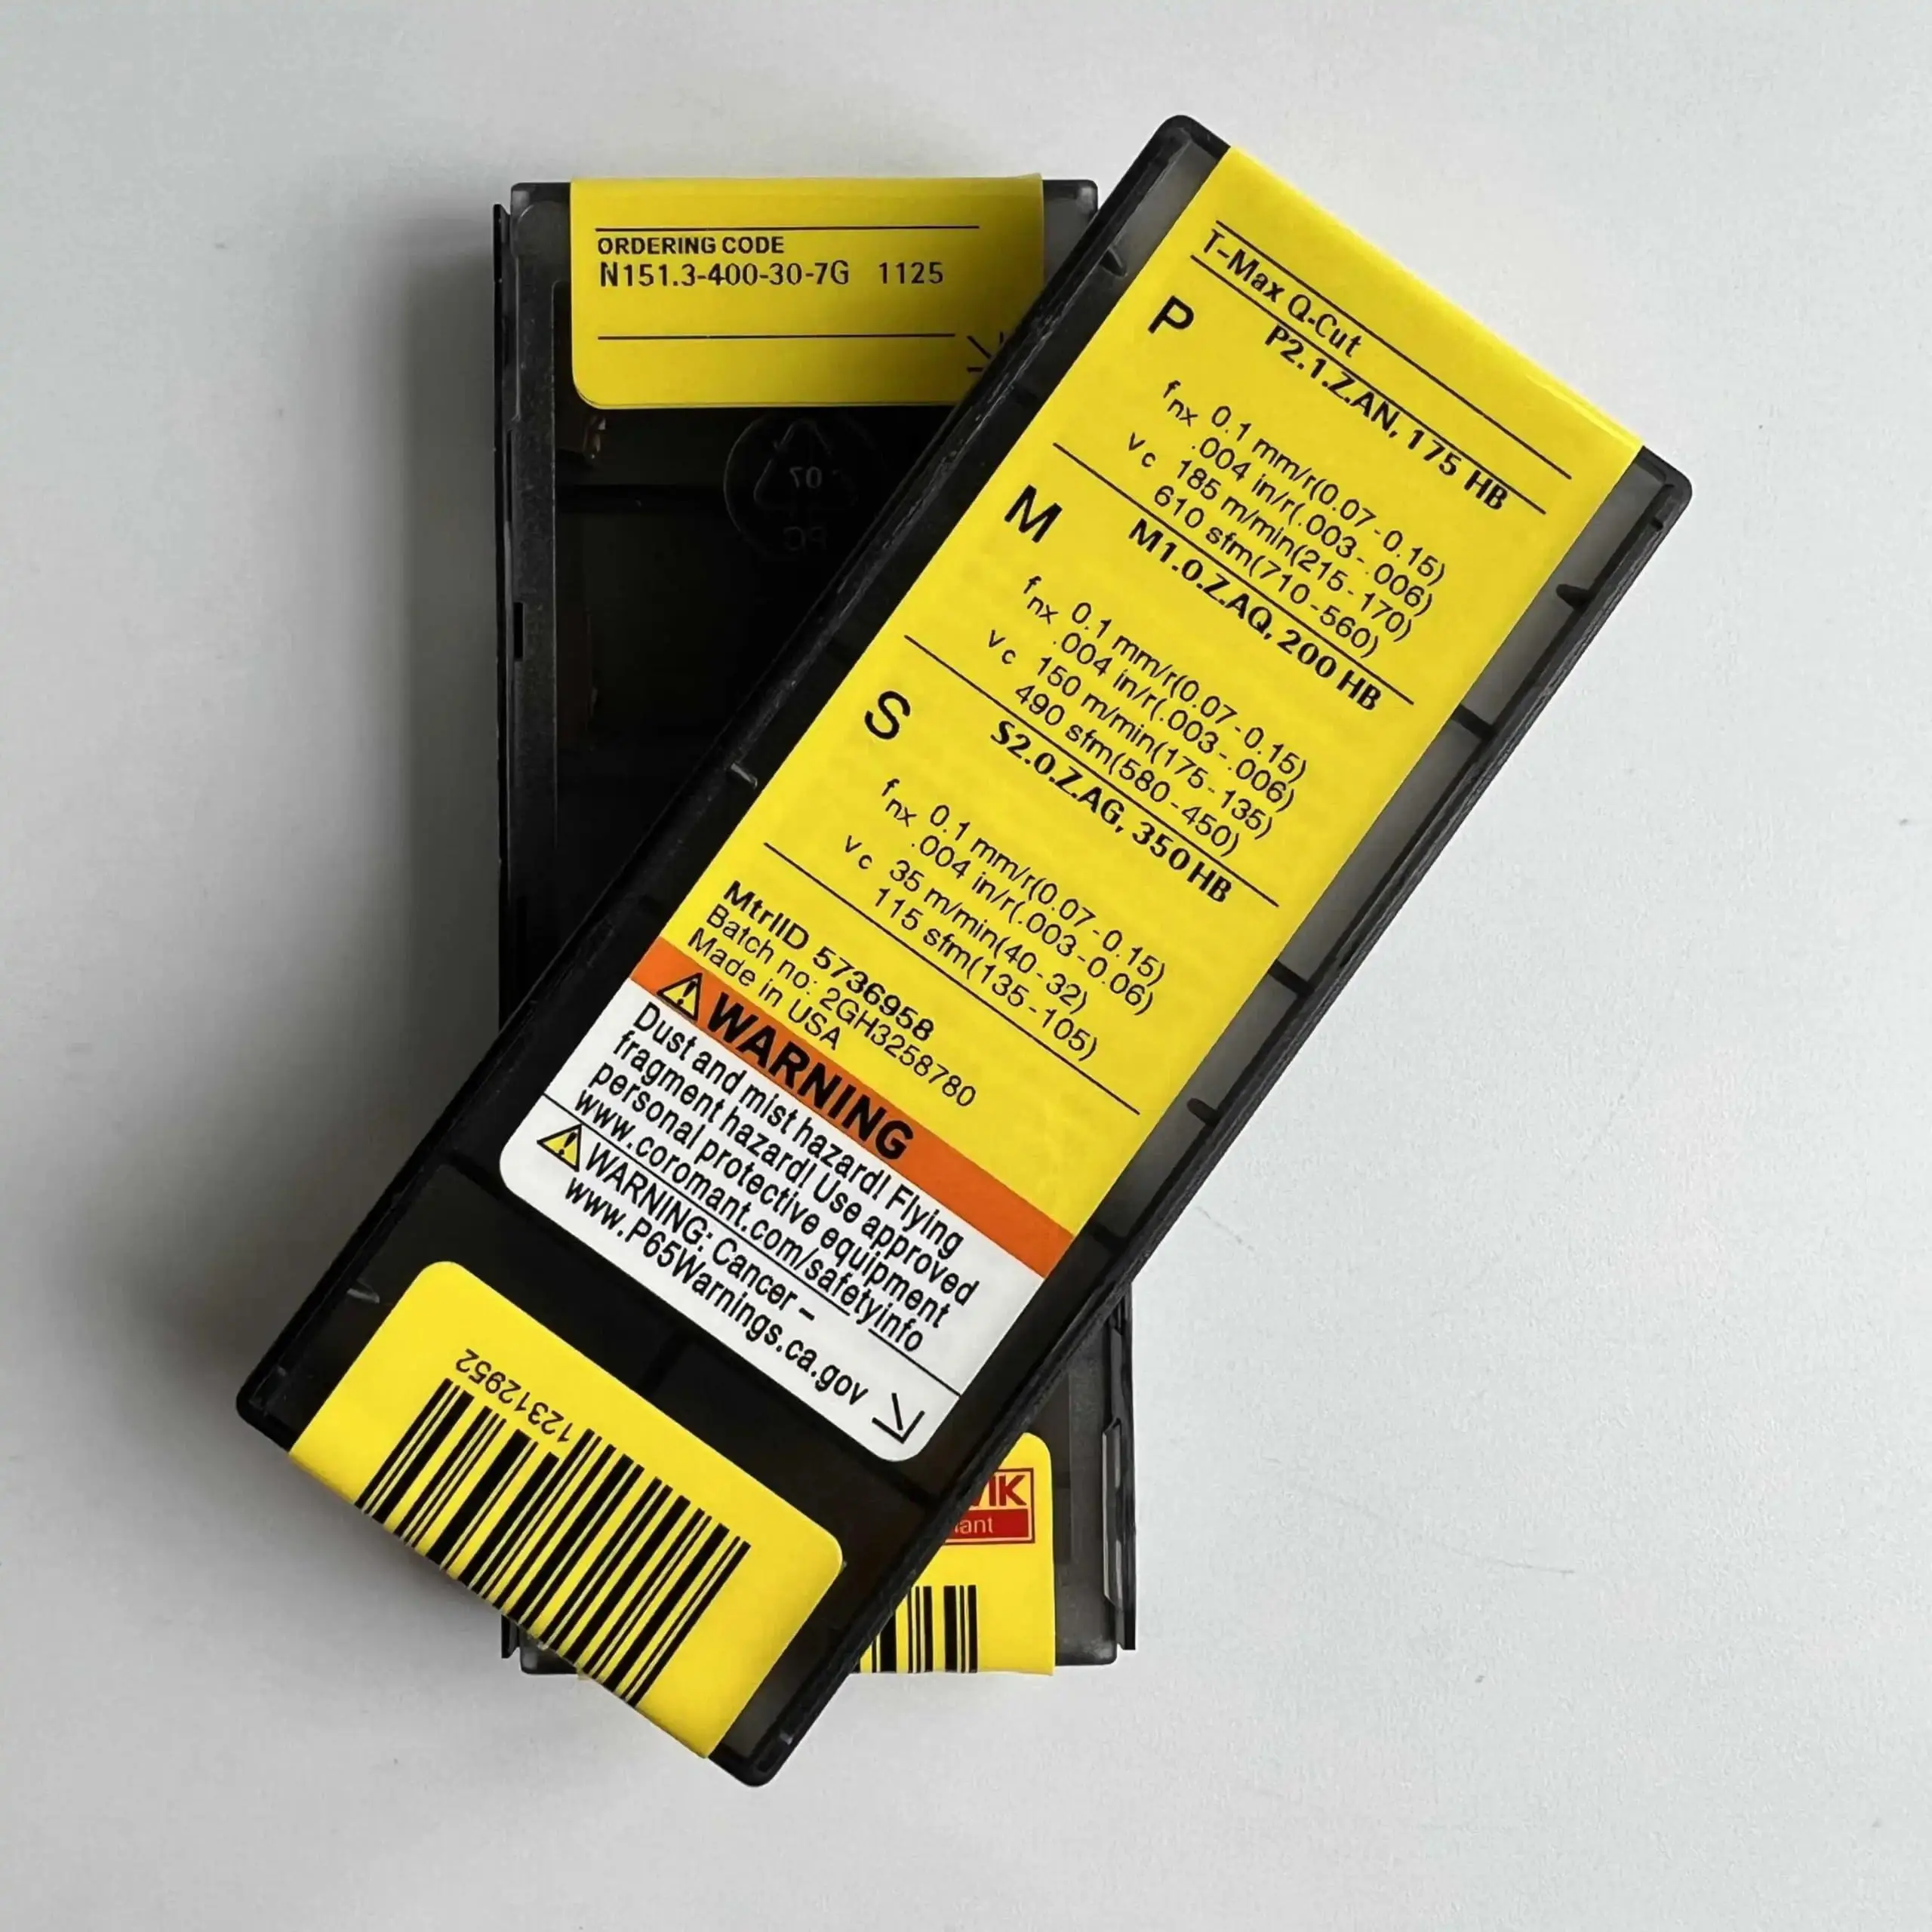 ORDERING CODE
N151.3-400-30-7G 1125
T-Max Q-Cut
P P2.1.Z.AN, 175 HB
fnx 0.1 mm/r(0.07-0.15)
.004 in/r(.003-.006)
vc 185 m/min(215-170)
610 sfm(710-560)
M M1.0.Z.AQ, 200 HB
fnx 0.1 mm/r(0.07-0.15)
.004 in/r(.003-.006)
vc 150 m/min(175-135)
490 sfm(580-450)
S S2.0.Z.AG, 350 HB
fnx 0.1 mm/r(0.07-0.15)
.004 in/r(.003-0.06)
vc 35 m/min(40-32)
115 sfm(135-105)
MtrlID 5736958
Batch no: 2GH3258780
Made in USA
WARNING
Dust and mist hazard! Flying
fragment hazard! Use approved
personal protective equipment
www.coromant.com/safetyinfo
WARNING: Cancer –
www.P65Warnings.ca.gov
12312952
07
PC